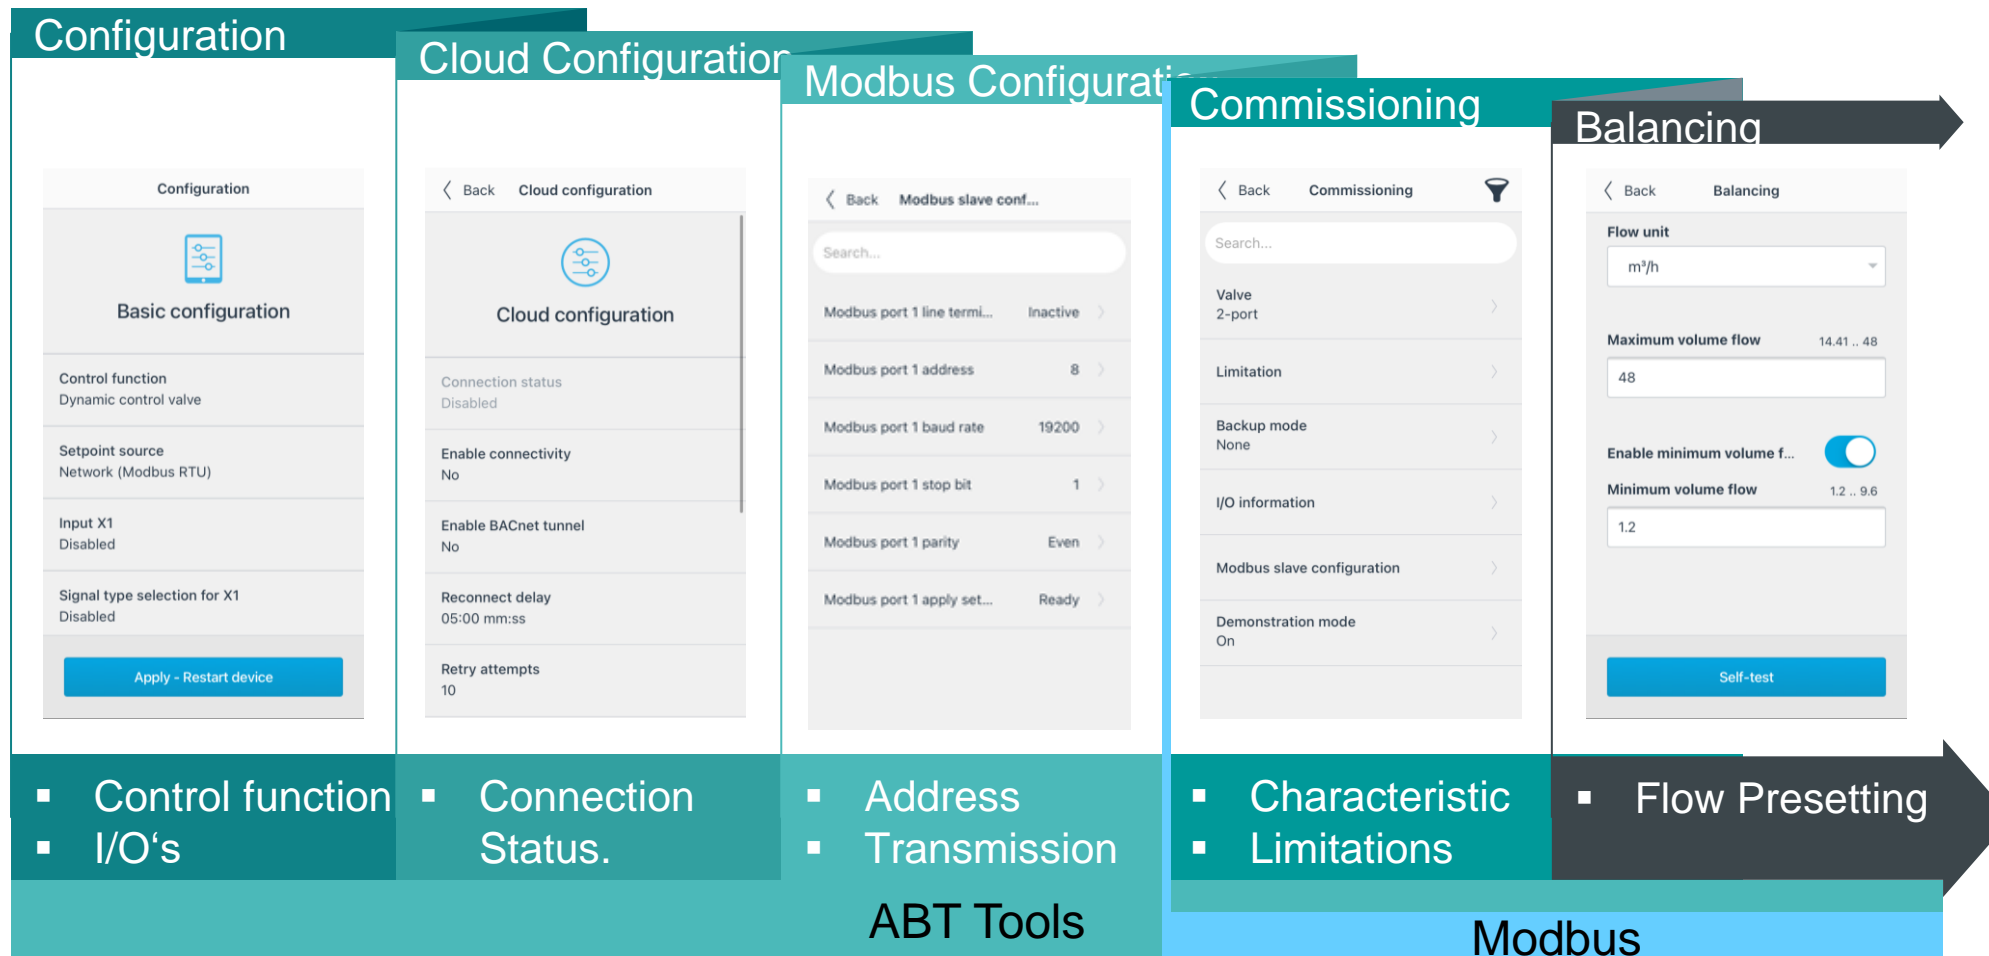 Configuration
Cloud Configuration
Modbus Configurati
Commissioning
Balancing
Configuration
Basic configuration
Control function
Dynamic control valve
Setpoint source
Network (Modbus RTU)
Input X1
Disabled
Signal type selection for X1
Disabled
Apply - Restart device
Back Cloud configuration
Cloud configuration
Connection status
Disabled
Enable connectivity
No
Enable BACnet tunnel
No
Reconnect delay
05:00 mm:ss
Retry attempts
10
Back Modbus slave conf...
Search...
Modbus port 1 line termi... Inactive
Modbus port 1 address 8
Modbus port 1 baud rate 19200
Modbus port 1 stop bit 1
Modbus port 1 parity Even
Modbus port 1 apply set... Ready
Back Commissioning
Search...
Valve
2-port
Limitation
Backup mode
None
I/O information
Modbus slave configuration
Demonstration mode
On
Back Balancing
Flow unit
m³/h
Maximum volume flow 14.41 .. 48
48
Enable minimum volume f...
Minimum volume flow 1.2 .. 9.6
1.2
Self-test
▪ Control function
▪ I/O‘s
▪ Connection
Status.
▪ Address
▪ Transmission
▪ Characteristic
▪ Limitations
▪ Flow Presetting
ABT Tools
Modbus